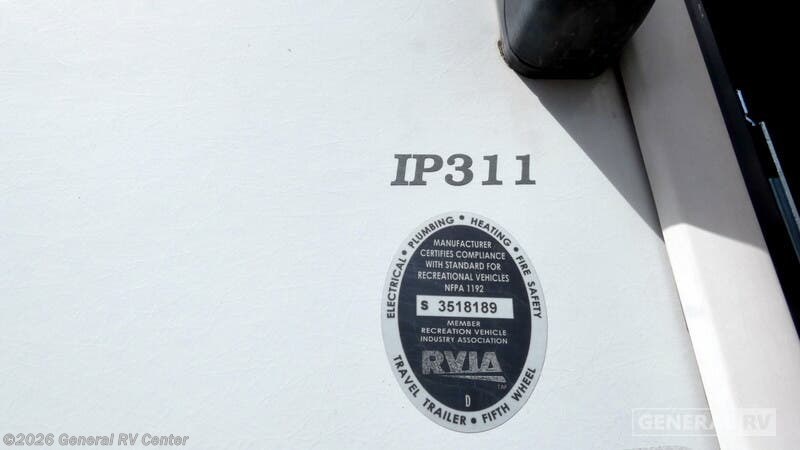 IP311
ELECTRICAL • PLUMBING • HEATING • FIRE SAFETY
MANUFACTURER
CERTIFIES COMPLIANCE
WITH STANDARD FOR
RECREATIONAL VEHICLES
NFPA 1192
S 3518189
MEMBER
RECREATION VEHICLE
INDUSTRY ASSOCIATION
RVIA
TM
D
TRAVEL TRAILER • FIFTH WHEEL
GENERAL RV
©2026 General RV Center